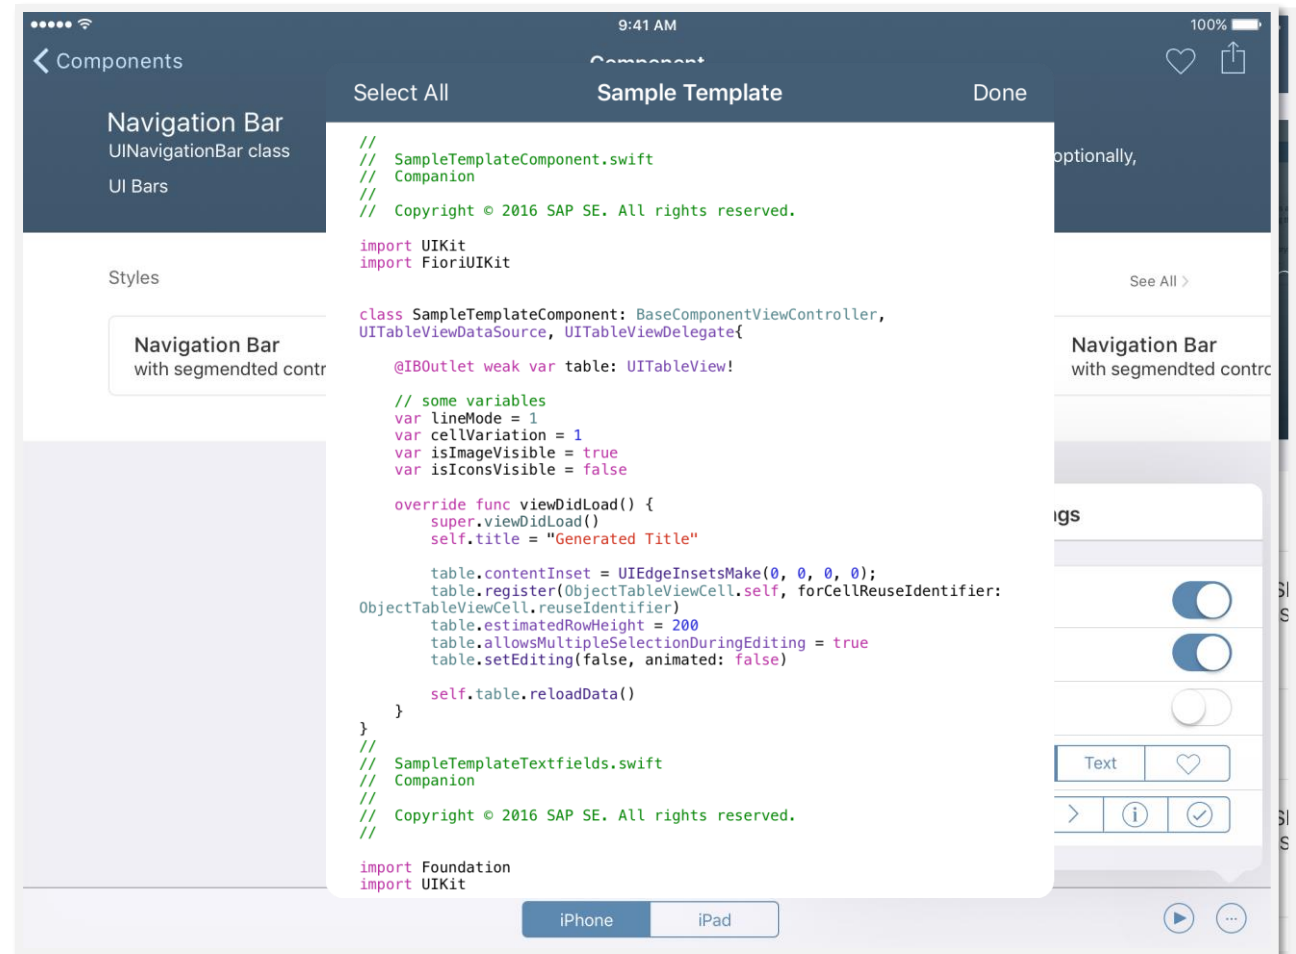 9:41 AM
100%
Components
Component
Select All
Sample Template
Done
Navigation Bar
UINavigationBar class
UI Bars
optionally,
//
//  SampleTemplateComponent.swift
//  Companion
//
//  Copyright © 2016 SAP SE. All rights reserved.
import UIKit
import FioriUIKit
Styles
See All >
class SampleTemplateComponent: BaseComponentViewController,
UITableViewDataSource, UITableViewDelegate{
Navigation Bar
with segmendted contr
Navigation Bar
with segmendted contro
@IBOutlet weak var table: UITableView!
// some variables
var lineMode = 1
var cellVariation = 1
var isImageVisible = true
var isIconsVisible = false
override func viewDidLoad() {
super.viewDidLoad()
self.title = "Generated Title"
table.contentInset = UIEdgeInsetsMake(0, 0, 0, 0);
table.register(ObjectTableViewCell.self, forCellReuseIdentifier:
ObjectTableViewCell.reuseIdentifier)
table.estimatedRowHeight = 200
table.allowsMultipleSelectionDuringEditing = true
table.setEditing(false, animated: false)
self.table.reloadData()
}
}
//
//  SampleTemplateTextfields.swift
//  Companion
//
//  Copyright © 2016 SAP SE. All rights reserved.
//
import Foundation
import UIKit
ngs
Text
iPhone
iPad